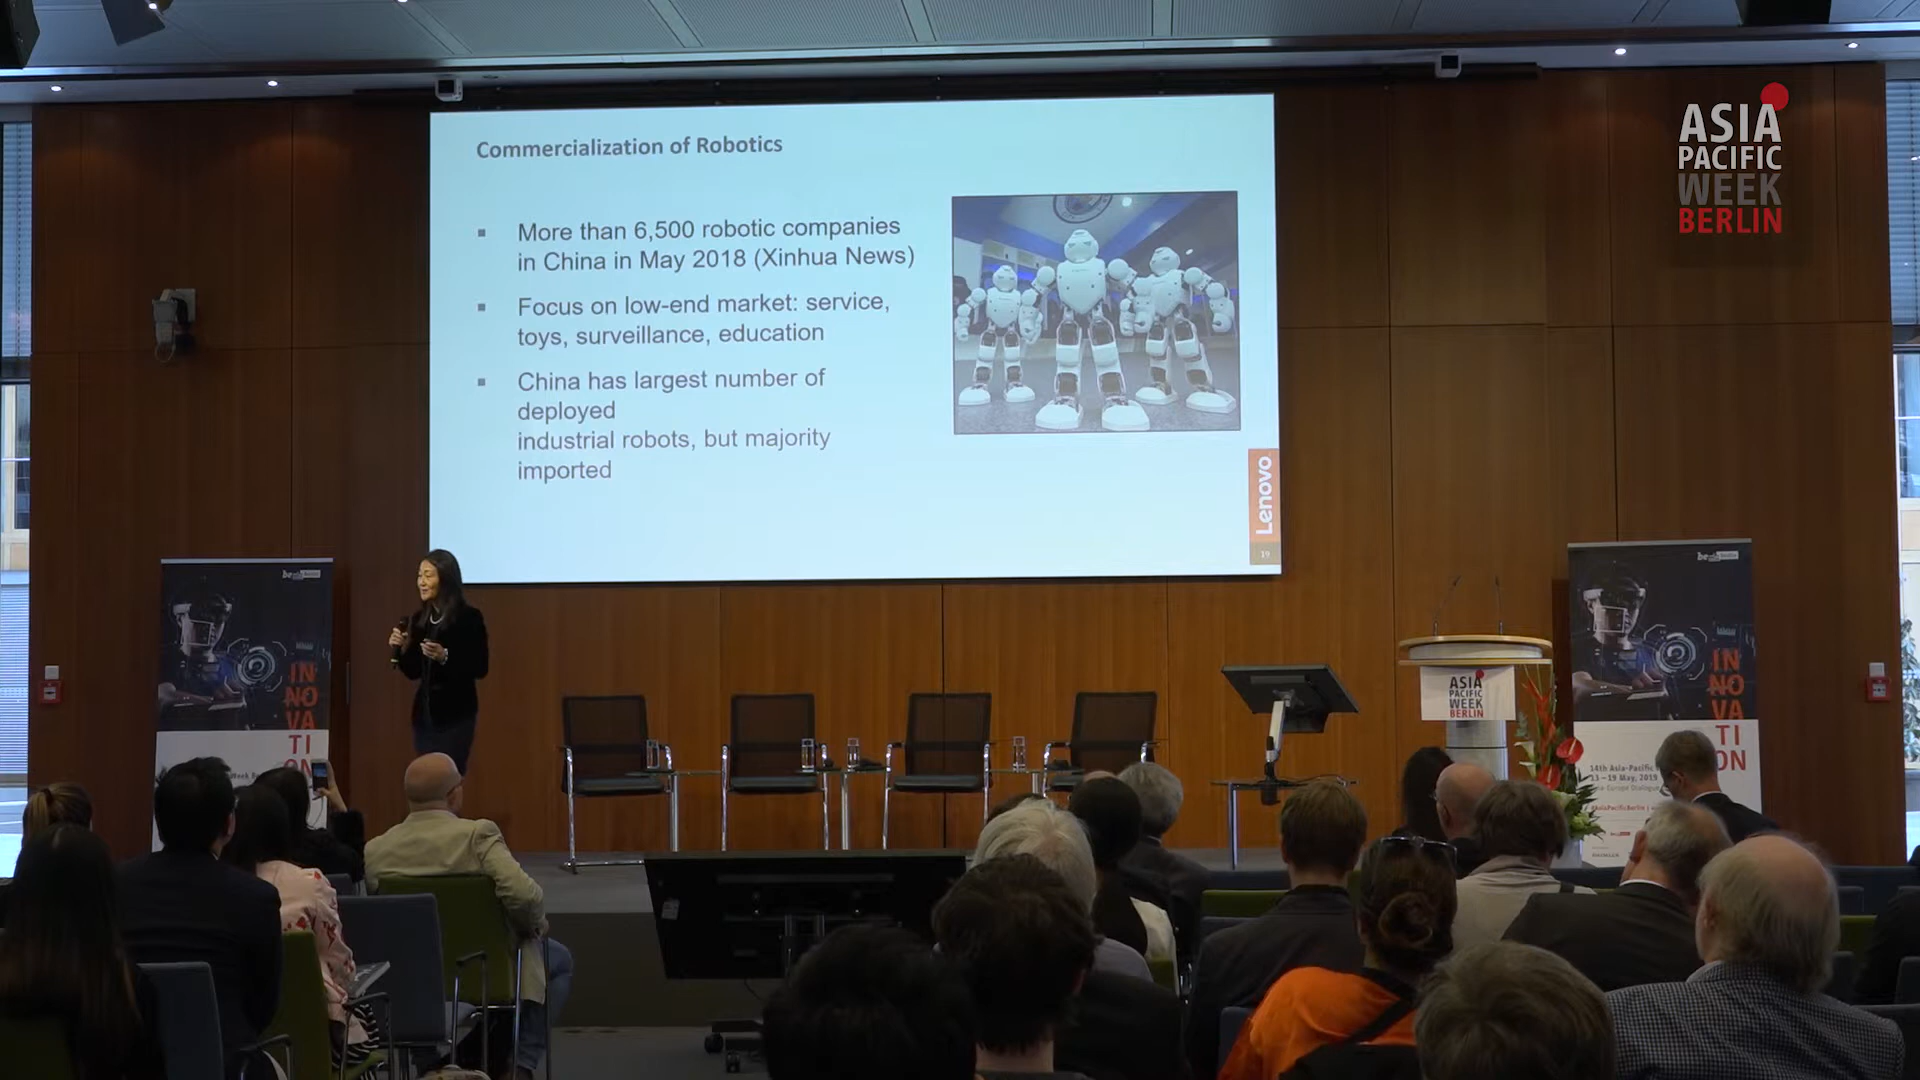 Commercialization of Robotics
More than 6,500 robotic companies
in China in May 2018 (Xinhua News)
Focus on low-end market: service,
toys, surveillance, education
China has largest number of
deployed
industrial robots, but majority
imported
Lenovo
19
ASIA
PACIFIC
WEEK
BERLIN
IN
NO
VA
TI
ON
ASIA
PACIFIC
WEEK
BERLIN
IN
NO
VA
TI
ON
14th Asia-Pacific
13 – 19 May, 2019
#AsiaPacificBerlin